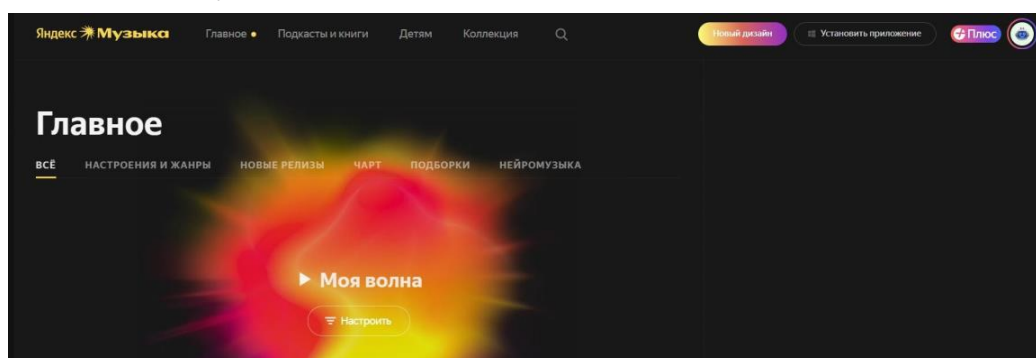 Яндекс Музыка Главное Подкасты и книги Детям Коллекция Новый дизайн Установить приложение Плюс
Главное
ВСЁ НАСТРОЕНИЯ И ЖАНРЫ НОВЫЕ РЕЛИЗЫ ЧАРТ ПОДБОРКИ НЕЙРОМУЗЫКА
Моя волна
Настроить